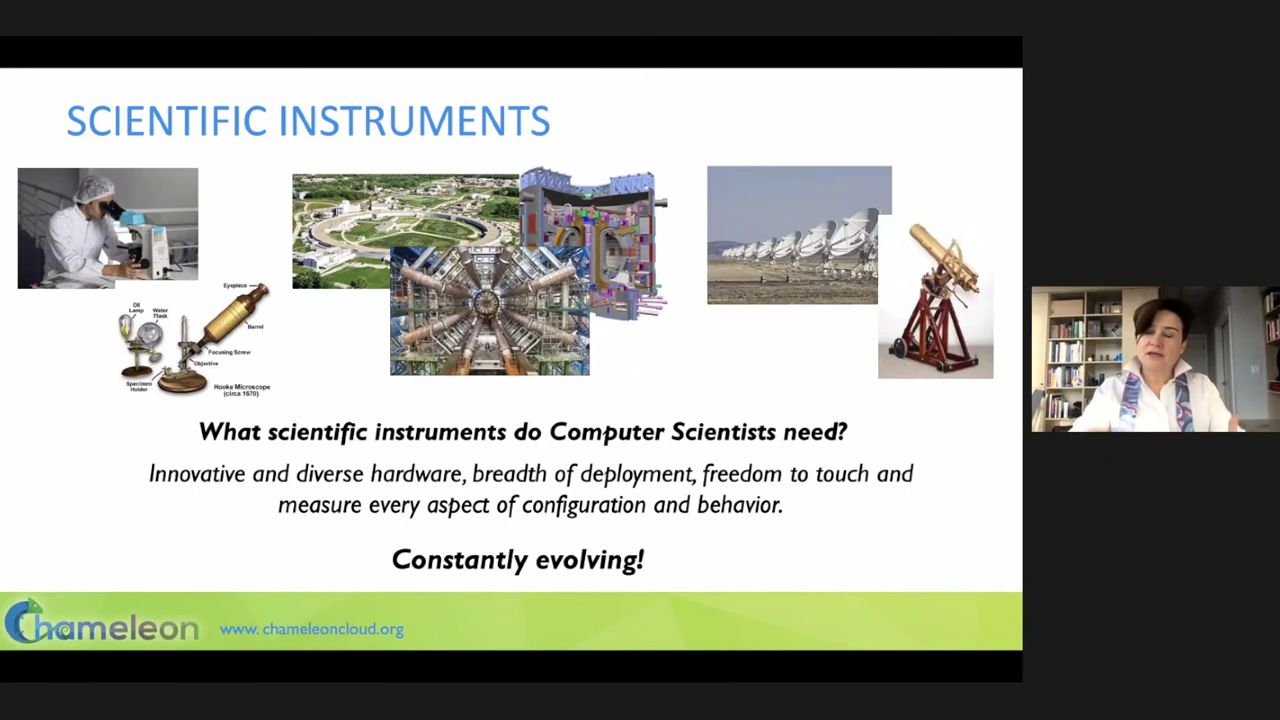 SCIENTIFIC INSTRUMENTS
Eyepiece
Oil
Lamp
Water
Flask
Barrel
Focusing Screw
Objective
Specimen
Holder
Hooke Microscope
(circa 1670)
What scientific instruments do Computer Scientists need?
Innovative and diverse hardware, breadth of deployment, freedom to touch and
measure every aspect of configuration and behavior.
Constantly evolving!
Chameleon
www. chameleoncloud.org